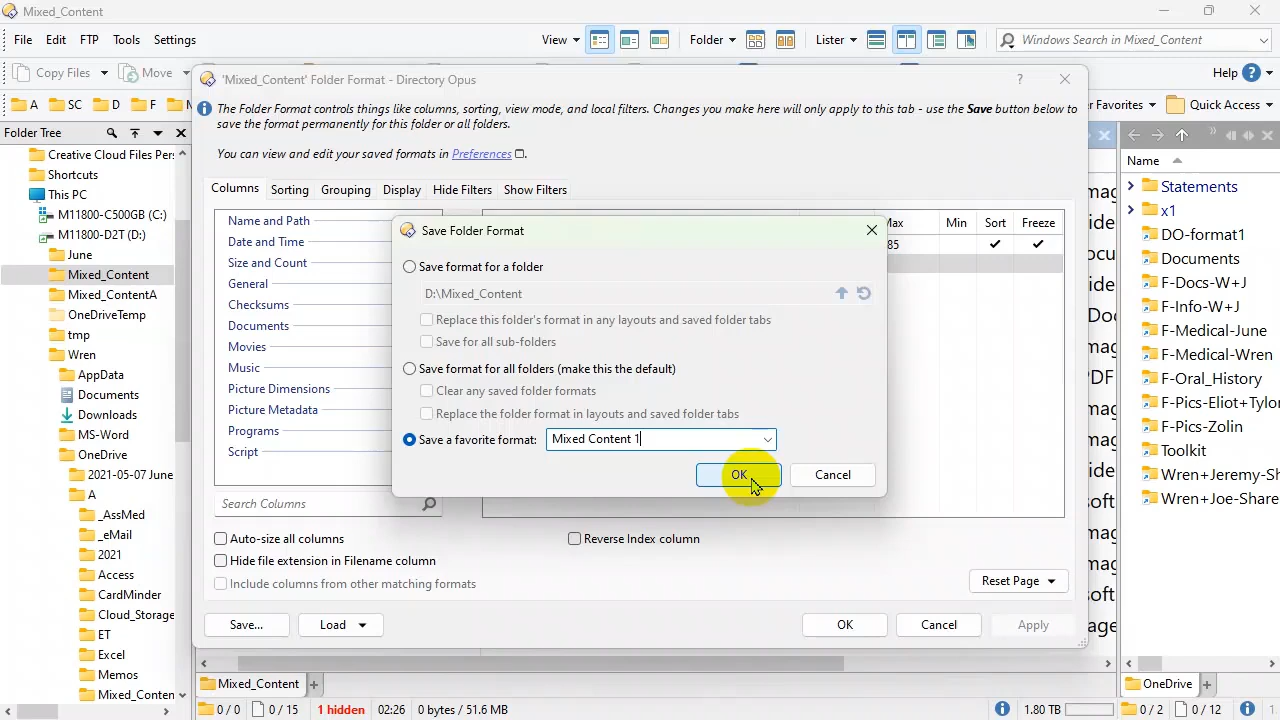 Mixed_Content
File Edit FTP Tools Settings
View Folder Lister Windows Search in Mixed_Content
Copy Files Move
Help
A SC D F
Favorites Quick Access
Folder Tree
'Mixed_Content' Folder Format - Directory Opus
The Folder Format controls things like columns, sorting, view mode, and local filters. Changes you make here will only apply to this tab - use the Save button below to
save the format permanently for this folder or all folders.
You can view and edit your saved formats in Preferences.
Columns Sorting Grouping Display Hide Filters Show Filters
Name and Path
Date and Time
Size and Count
General
Checksums
Documents
Movies
Music
Picture Dimensions
Picture Metadata
Programs
Script
Search Columns
Max Min Sort Freeze
85
Save Folder Format
Save format for a folder
D:\Mixed_Content
Replace this folder's format in any layouts and saved folder tabs
Save for all sub-folders
Save format for all folders (make this the default)
Clear any saved folder formats
Replace the folder format in layouts and saved folder tabs
Save a favorite format: Mixed Content 1
OK Cancel
Auto-size all columns
Reverse Index column
Hide file extension in Filename column
Include columns from other matching formats
Reset Page
Save... Load OK Cancel Apply
Creative Cloud Files Per
Shortcuts
This PC
M11800-C500GB (C:)
M11800-D2T (D:)
June
Mixed_Content
Mixed_ContentA
OneDriveTemp
tmp
Wren
AppData
Documents
Downloads
MS-Word
OneDrive
2021-05-07 June
A
_AssMed
_eMail
2021
Access
CardMinder
Cloud_Storage
ET
Excel
Memos
Mixed_Conten
Name
Statements
x1
DO-format1
Documents
F-Docs-W+J
F-Info-W+J
F-Medical-June
F-Medical-Wren
F-Oral_History
F-Pics-Eliot+Tylor
F-Pics-Zolin
Toolkit
Wren+Jeremy-Sh
Wren+Joe-Share
Mixed_Content
OneDrive
0 / 0 0 / 15 1 hidden 02:26 0 bytes / 51.6 MB
1.80 TB 0 / 2 0 / 12